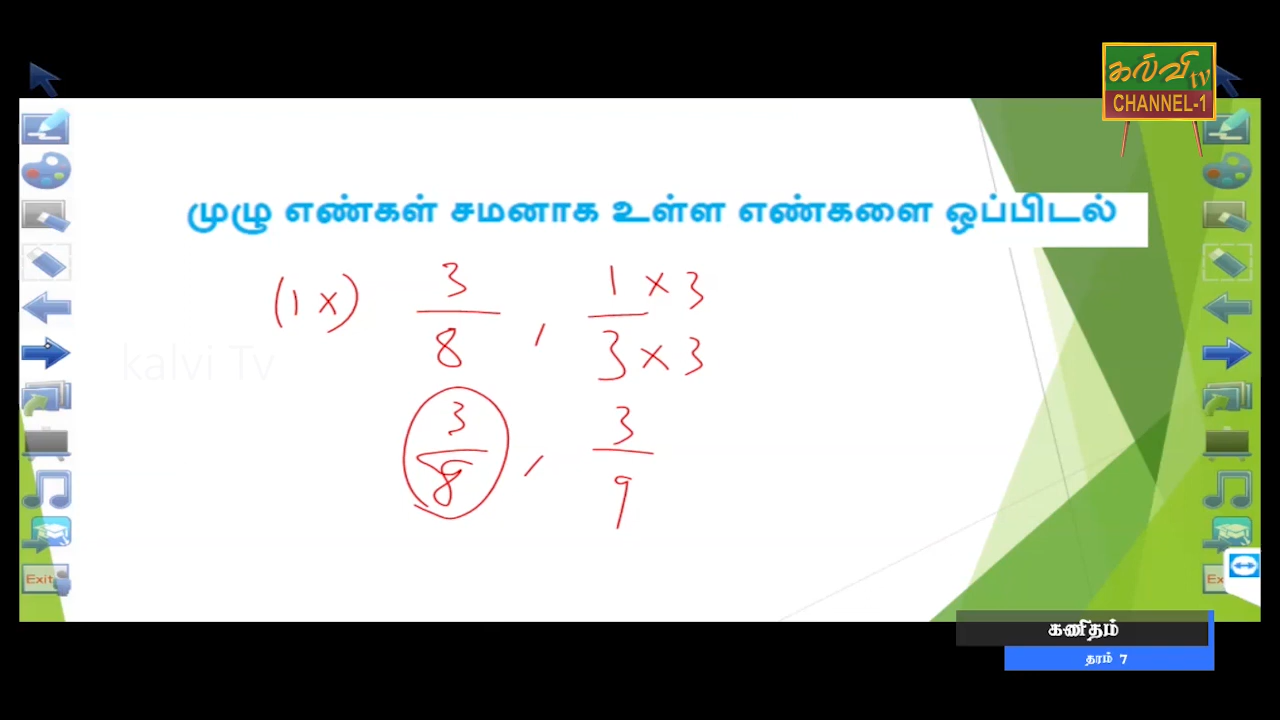 கல்வி tv
CHANNEL-1
முழு எண்கள் சமனாக உள்ள எண்களை ஒப்பிடல்
(1 x) 3/8 , 1 x 3 / 3 x 3
3/8 , 3/9
kalvi Tv
Exit
Ex
கணிதம்
தரம் 7